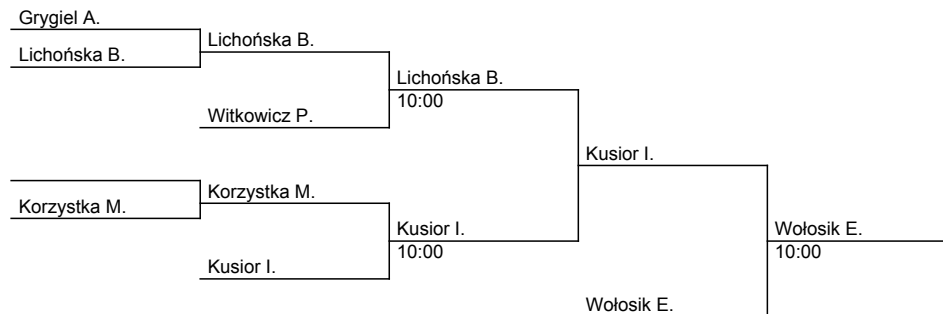 Grygiel A.
Lichońska B.
Lichońska B.
Lichońska B.
10:00
Witkowicz P.
Kusior I.
Korzystka M.
Korzystka M.
Kusior I.
10:00
Wołosik E.
10:00
Kusior I.
Wołosik E.